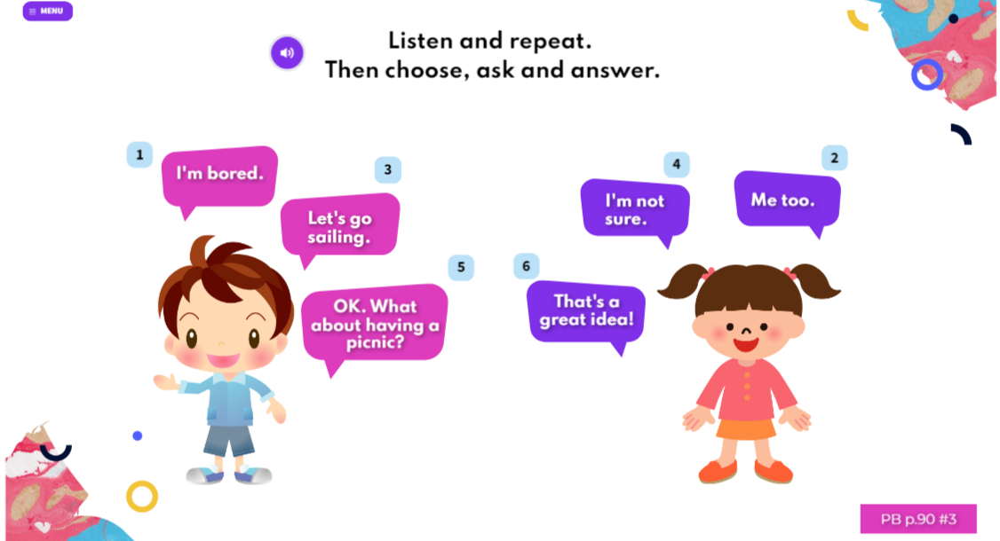 MENU
Listen and repeat.
Then choose, ask and answer.
1
I'm bored.
3
Let's go
sailing.
5
OK. What
about having a
picnic?
4
I'm not
sure.
2
Me too.
6
That's a
great idea!
PB p.90 #3